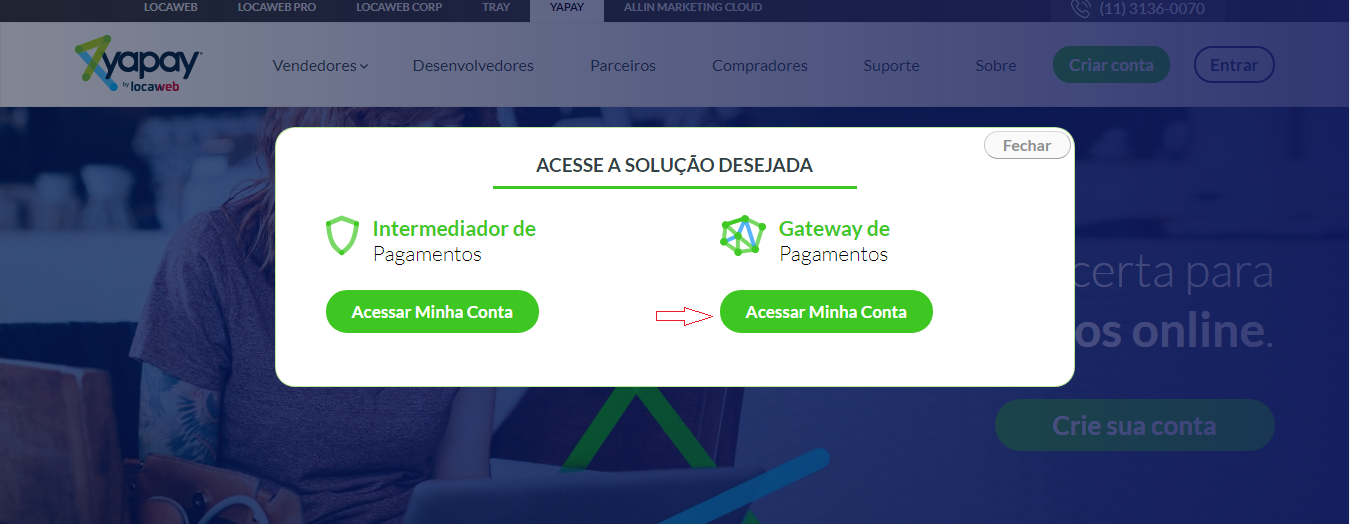 LOCAWEB LOCAWEB PRO LOCAWEB CORP TRAY YAPAY ALLIN MARKETING CLOUD (11) 3136-0070
yapay
by locaweb
Vendedores Desenvolvedores Parceiros Compradores Suporte Sobre Criar conta Entrar
Fechar
ACESSE A SOLUÇÃO DESEJADA
Intermediador de
Pagamentos
Acessar Minha Conta
Gateway de
Pagamentos
Acessar Minha Conta
certa para
os online.
Crie sua conta